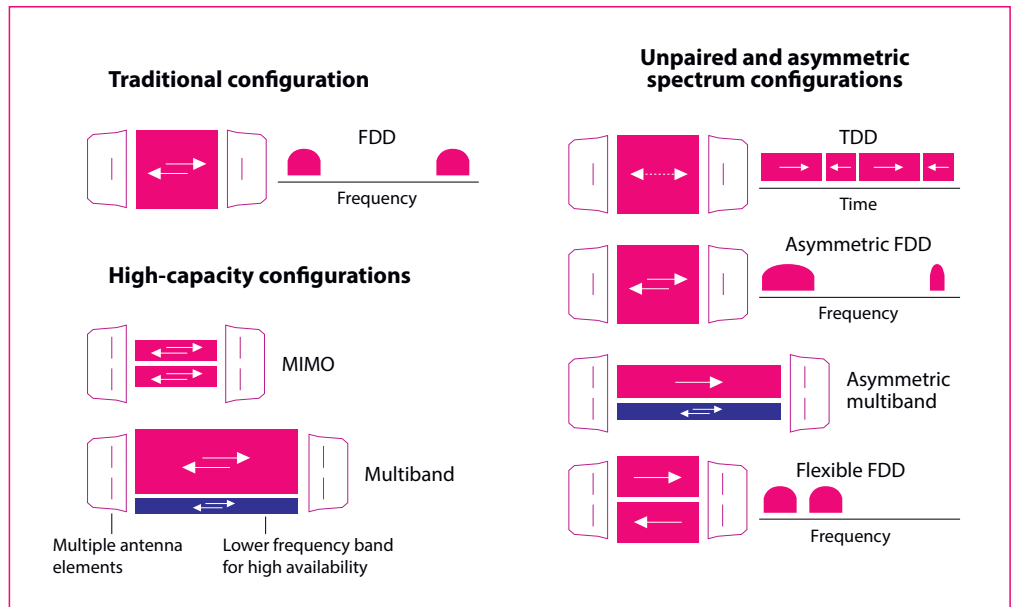 Traditional configuration
FDD
Frequency
High-capacity configurations
MIMO
Multiband
Multiple antenna
elements
Lower frequency band
for high availability
Unpaired and asymmetric
spectrum configurations
TDD
Time
Asymmetric FDD
Frequency
Asymmetric
multiband
Flexible FDD
Frequency